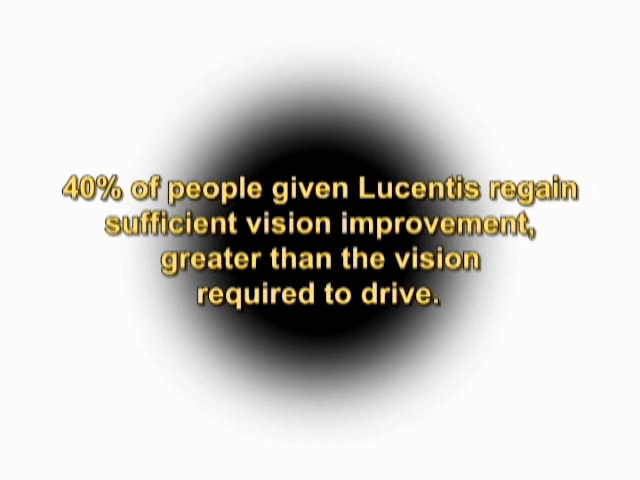 40% of people given Lucentis regain
sufficient vision improvement,
greater than the vision
required to drive.